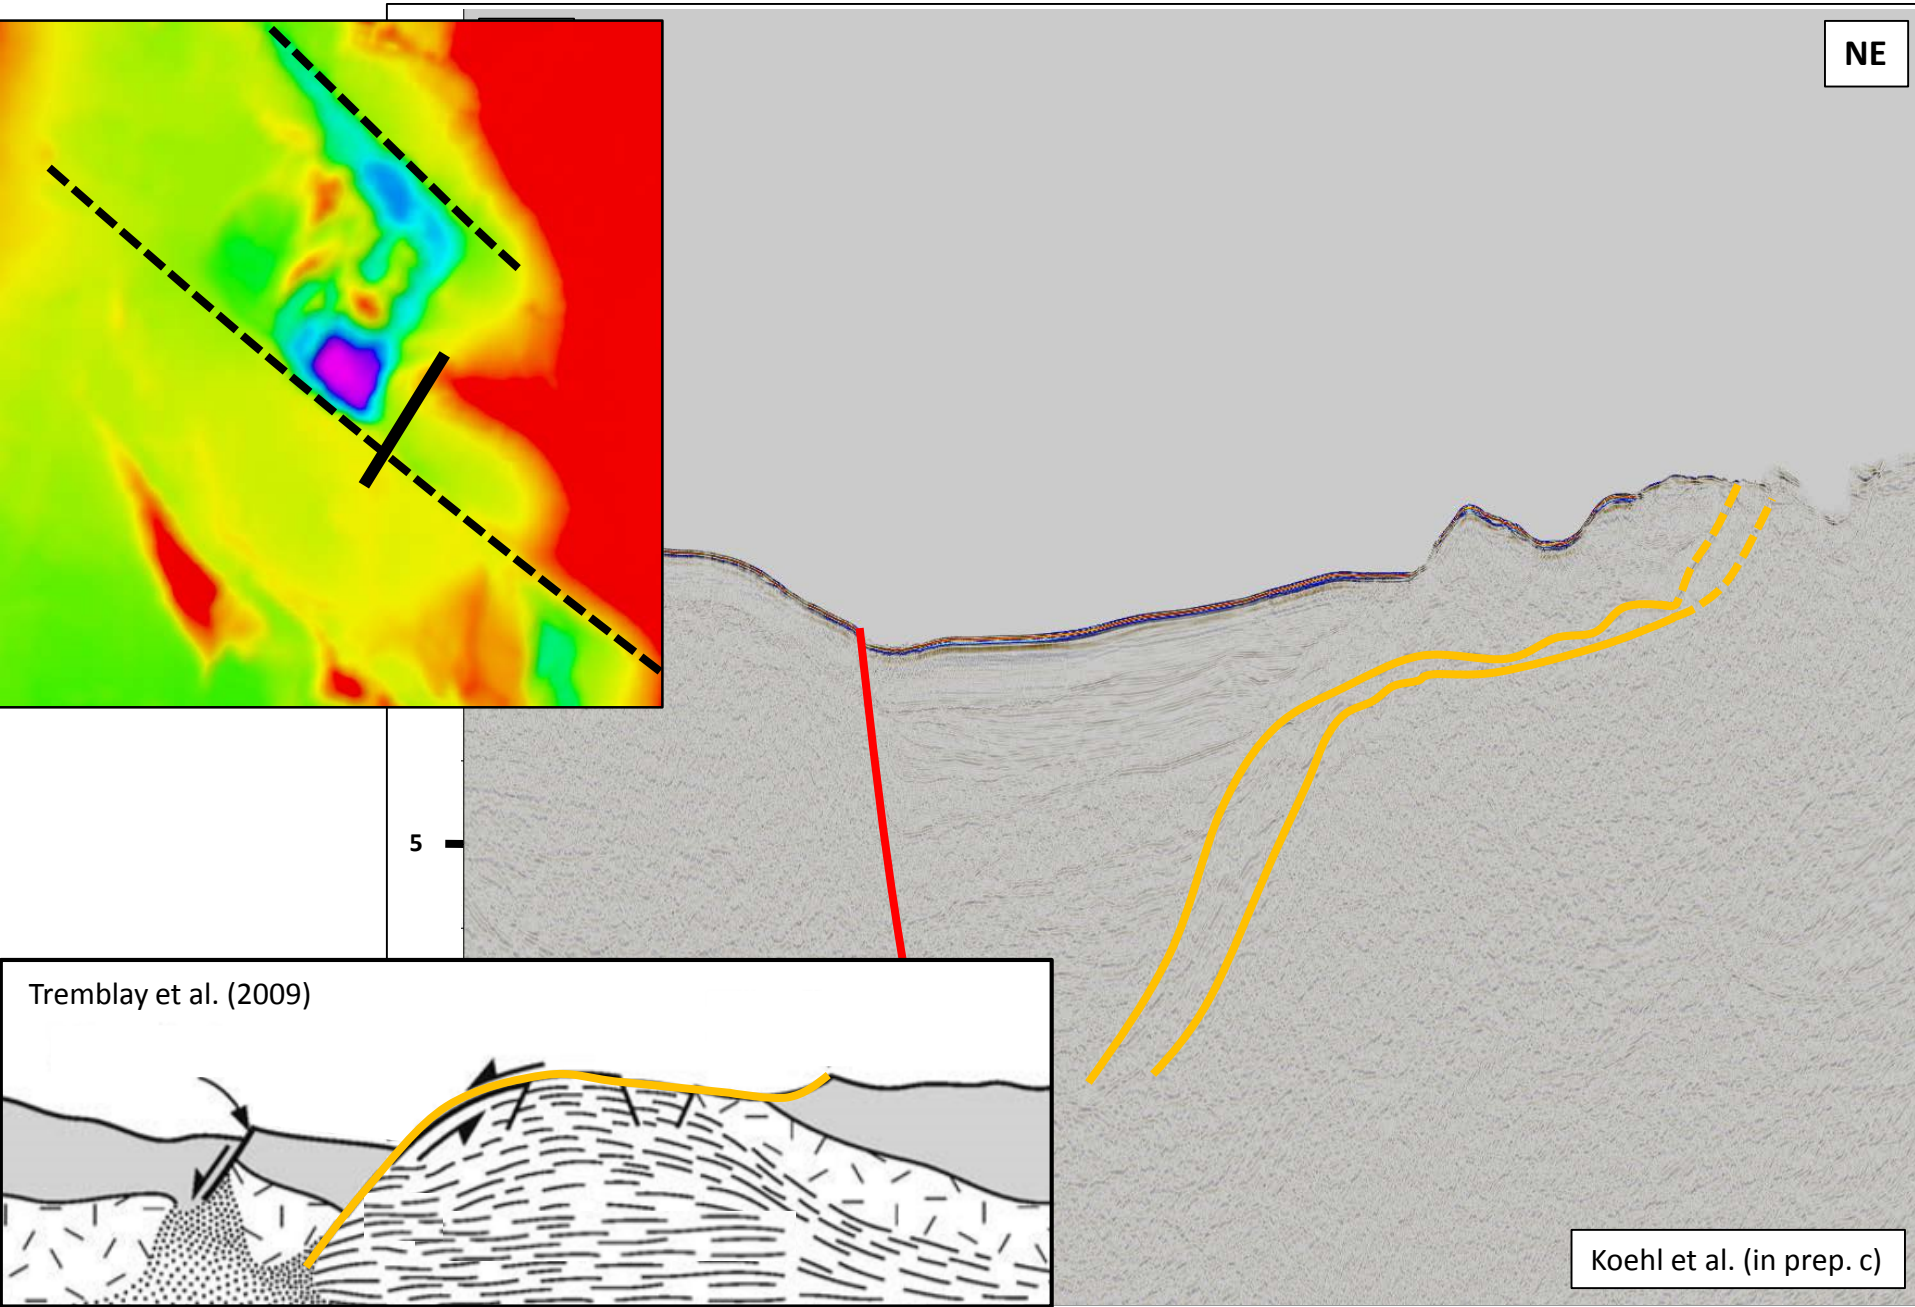 NE
5
Tremblay et al. (2009)
Koehl et al. (in prep. c)